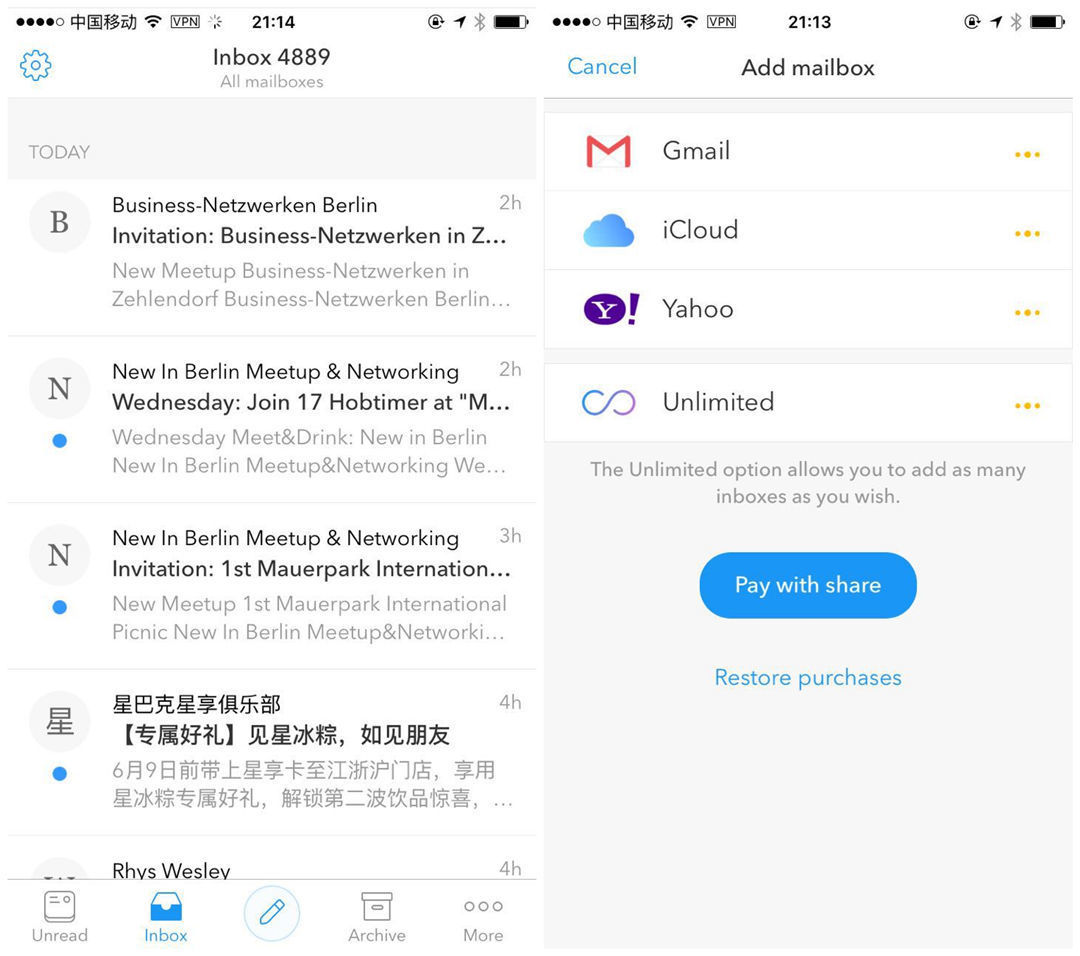 中国移动 VPN 21:14
Inbox 4889
All mailboxes
TODAY
B
Business-Netzwerken Berlin 2h
Invitation: Business-Netzwerken in Z...
New Meetup Business-Netzwerken in
Zehlendorf Business-Netzwerken Berlin...
N
New In Berlin Meetup & Networking 2h
Wednesday: Join 17 Hobtimer at "M...
Wednesday Meet&Drink: New in Berlin
New In Berlin Meetup&Networking We...
N
New In Berlin Meetup & Networking 3h
Invitation: 1st Mauerpark Internation...
New Meetup 1st Mauerpark International
Picnic New In Berlin Meetup&Networki...
星
星巴克星享俱乐部 4h
【专属好礼】见星冰粽，如见朋友
6月9日前带上星享卡至江浙沪门店，享用
星冰粽专属好礼，解锁第二波饮品惊喜，...
Rhys Wesley 4h
Unread Inbox Archive More
中国移动 VPN 21:13
Cancel Add mailbox
Gmail
iCloud
Y! Yahoo
Unlimited
The Unlimited option allows you to add as many
inboxes as you wish.
Pay with share
Restore purchases